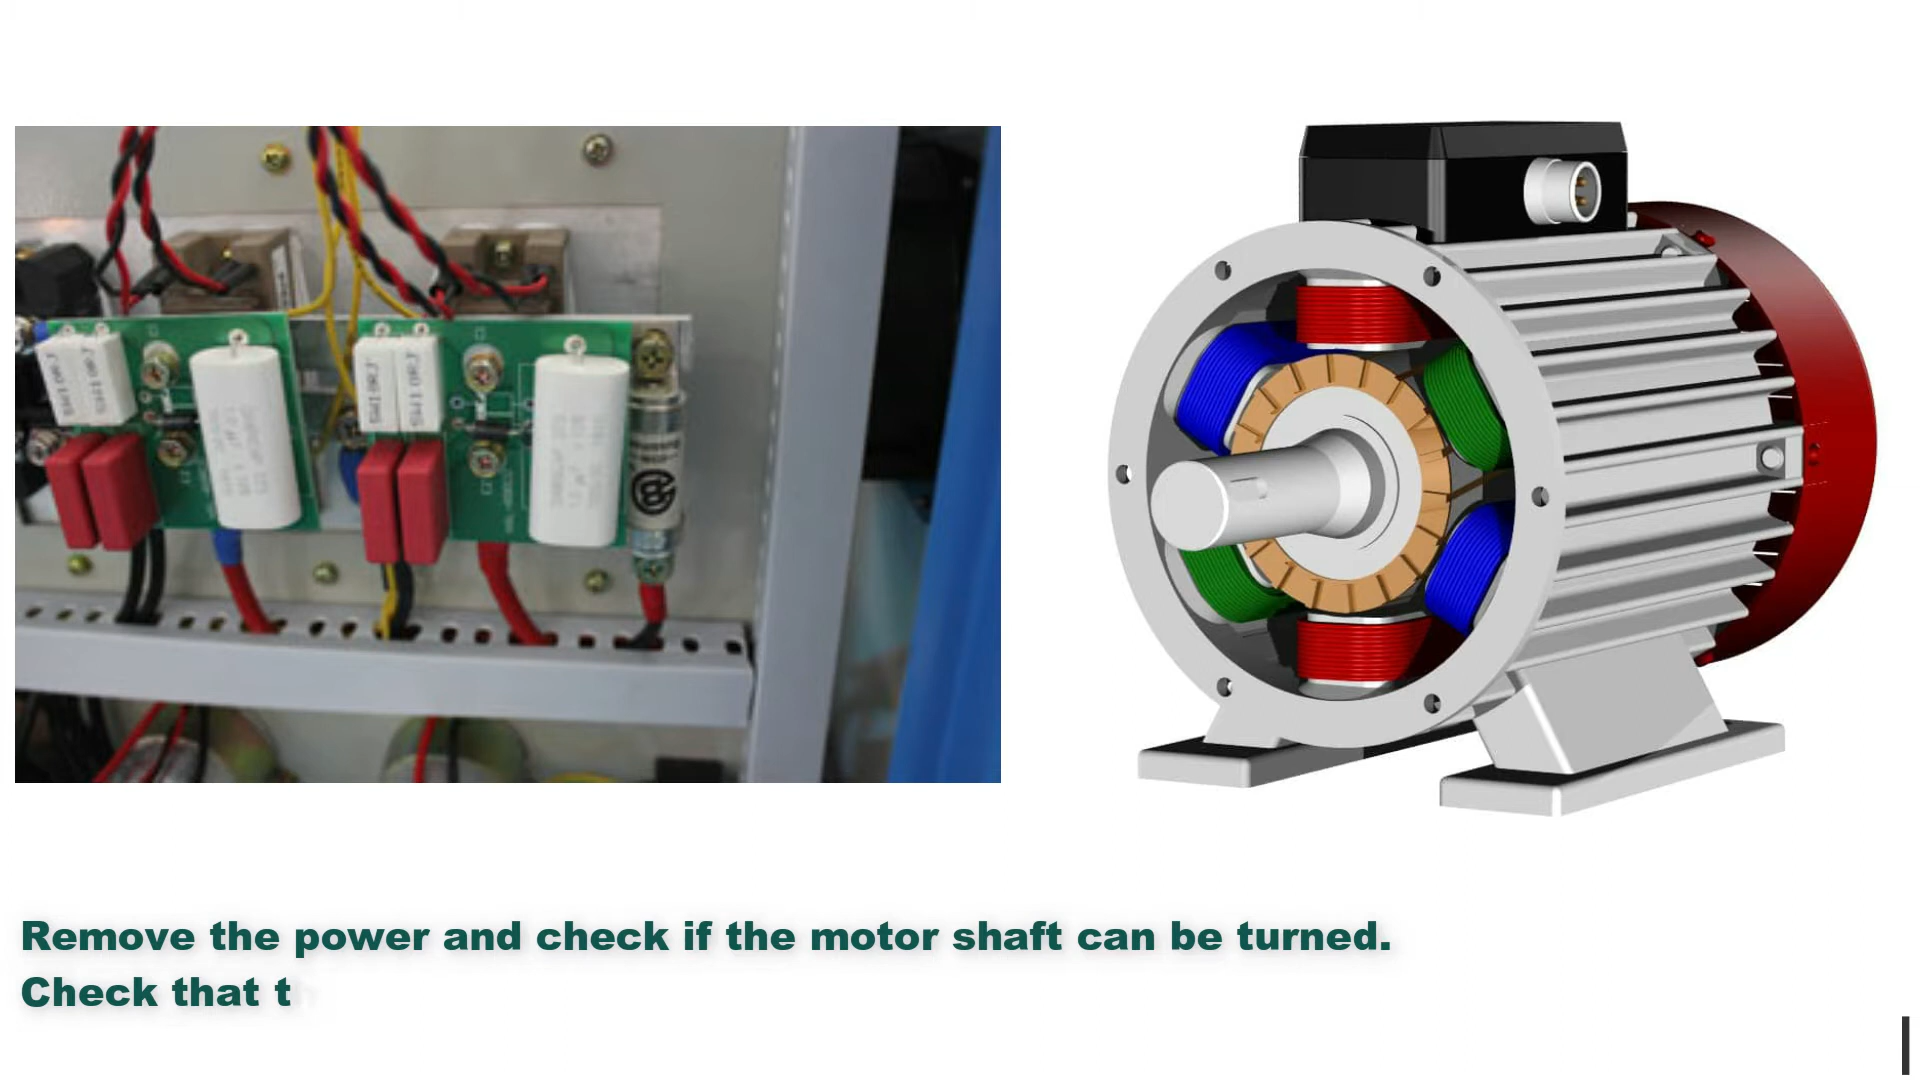 Remove the power and check if the motor shaft can be turned.
Check that t